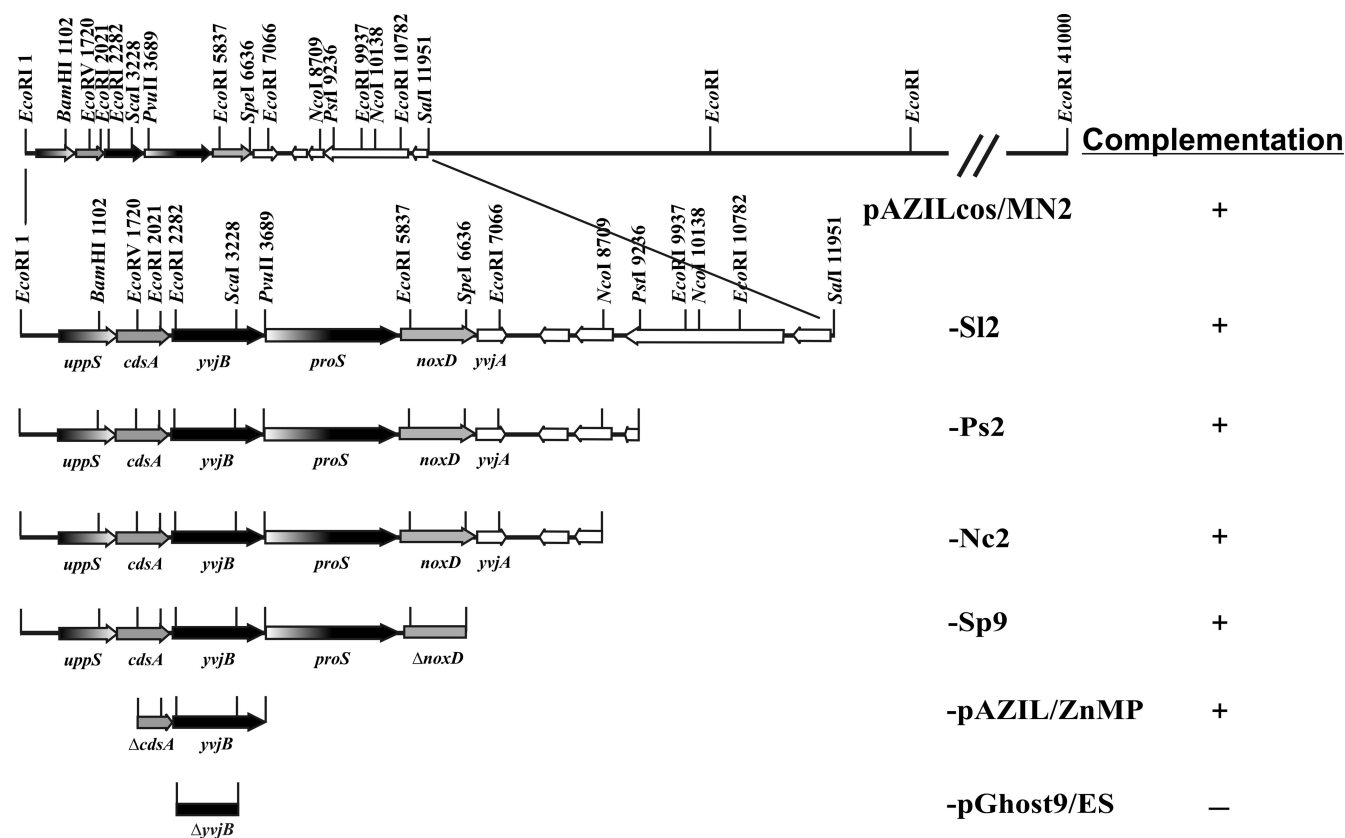 EcoRI 1
BamHI 1102
EcoRV 1720
EcoRI 2021
EcoRI 2282
ScaI 3228
PvuII 3689
EcoRI 5837
SpeI 6636
EcoRI 7066
NcoI 8709
PstI 9236
EcoRI 9937
NcoI 10138
EcoRI 10782
SalI 11951
EcoRI
EcoRI
EcoRI 41000
Complementation
pAZILcos/MN2 +
EcoRI 1
BamHI 1102
EcoRV 1720
EcoRI 2021
EcoRI 2282
ScaI 3228
PvuII 3689
EcoRI 5837
SpeI 6636
EcoRI 7066
NcoI 8709
PstI 9236
EcoRI 9937
NcoI 10138
EcoRI 10782
SalI 11951
-Sl2 +
uppS cdsA yvjB proS noxD yvjA
-Ps2 +
uppS cdsA yvjB proS noxD yvjA
-Nc2 +
uppS cdsA yvjB proS noxD yvjA
-Sp9 +
uppS cdsA yvjB proS ΔnoxD
-pAZIL/ZnMP +
ΔcdsA yvjB
-pGhost9/ES –
ΔyvjB